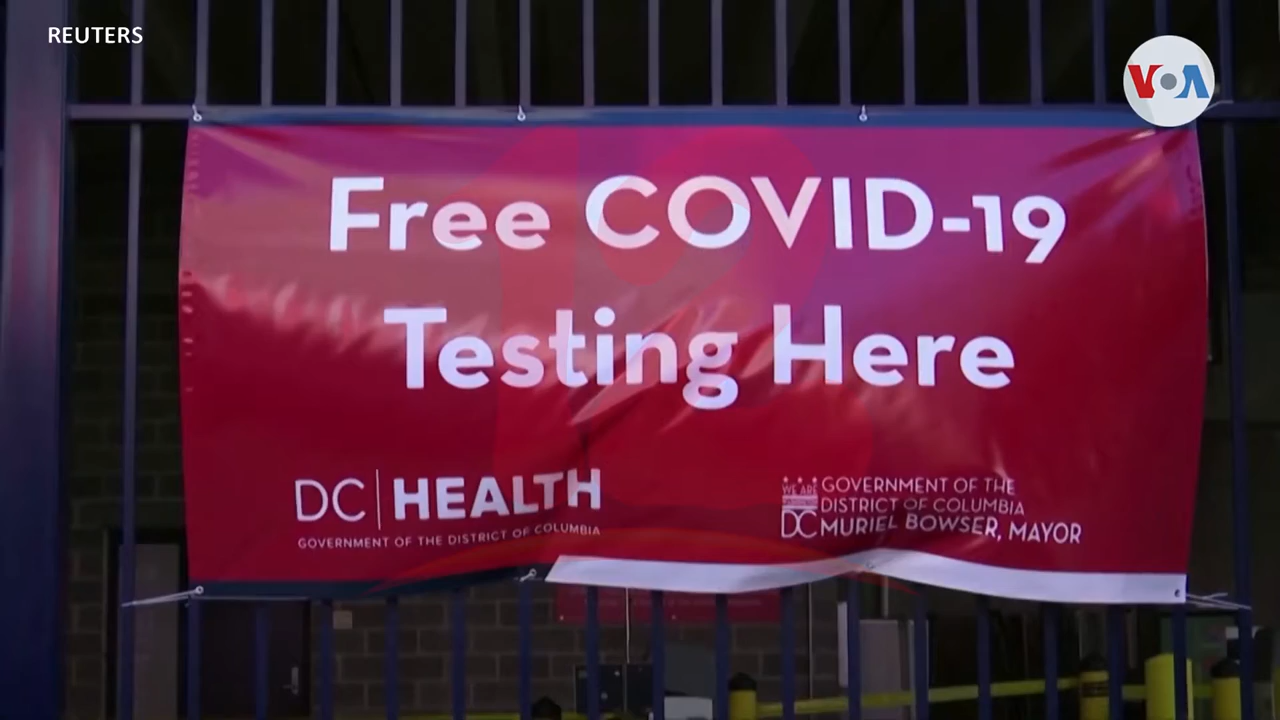 REUTERS
VOA
Free COVID-19
Testing Here
DC HEALTH
GOVERNMENT OF THE DISTRICT OF COLUMBIA
WE ARE
WASHINGTON
DC
GOVERNMENT OF THE
DISTRICT OF COLUMBIA
MURIEL BOWSER, MAYOR